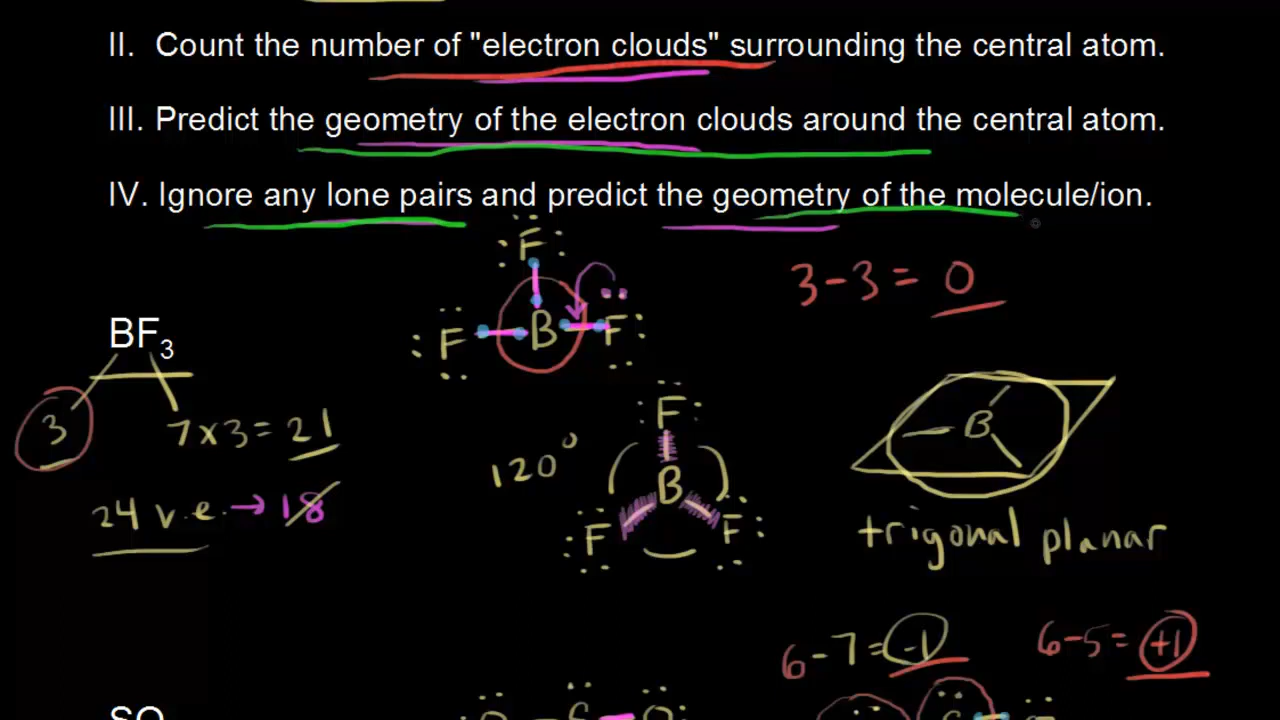 II. Count the number of "electron clouds" surrounding the central atom.
III. Predict the geometry of the electron clouds around the central atom.
IV. Ignore any lone pairs and predict the geometry of the molecule/ion.
F
F B F
3-3=0
BF3
3 7x3=21
24 v.e. → 18
120°
F
B
F F
B
trigonal planar
6-7=-1 6-5=+1
SO